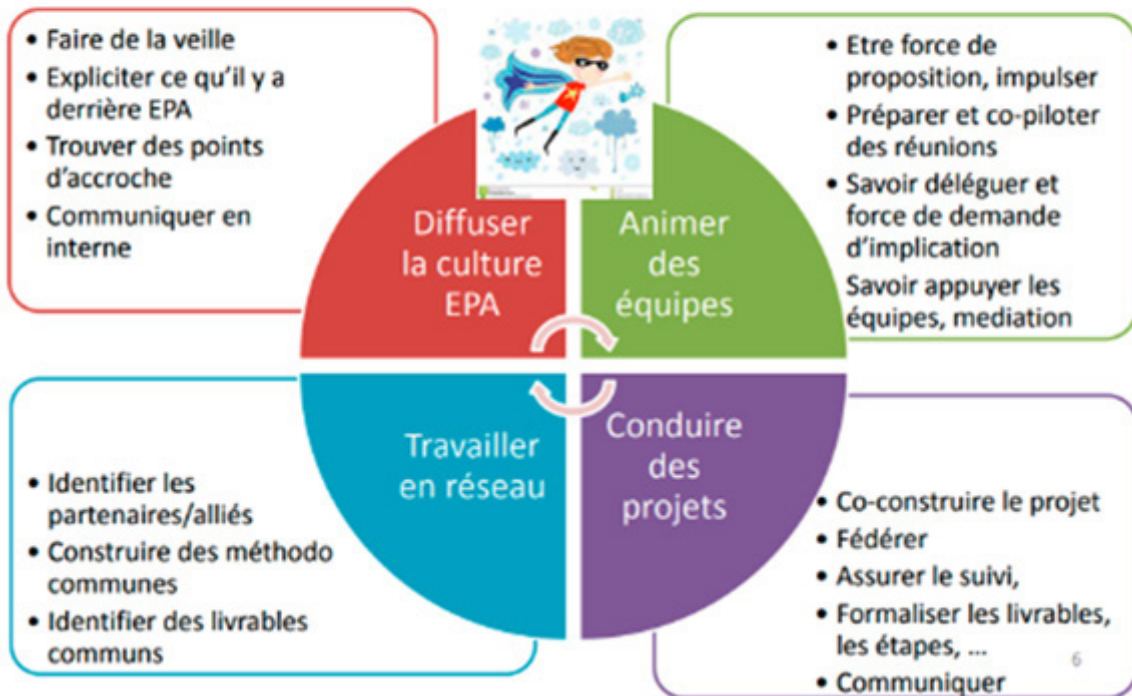 • Faire de la veille
• Expliciter ce qu'il y a
derrière EPA
• Trouver des points
d'accroche
• Communiquer en
interne
Diffuser
la culture
EPA
• Etre force de
proposition, impulser
• Préparer et co-piloter
des réunions
• Savoir déléguer et
force de demande
d'implication
Savoir appuyer les
équipes, mediation
Animer
des
équipes
• Identifier les
partenaires/alliés
• Construire des méthodo
communes
• Identifier des livrables
communs
Travailler
en réseau
Conduire
des
projets
• Co-construire le projet
• Fédérer
• Assurer le suivi,
• Formaliser les livrables,
les étapes, ...
• Communiquer
6